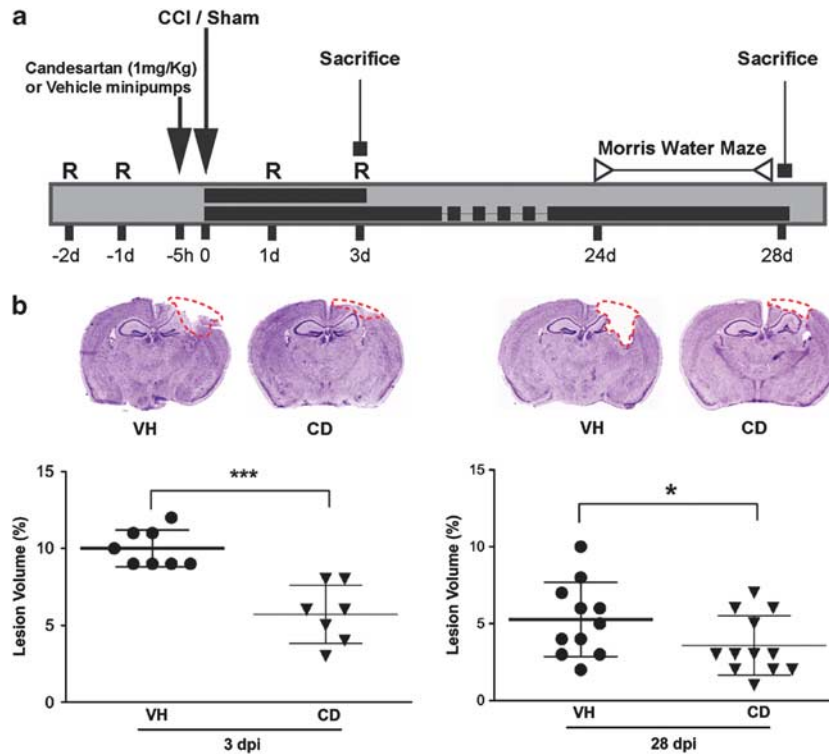 a
CCI / Sham
Candesartan (1mg/Kg)
or Vehicle minipumps
Sacrifice
Sacrifice
Morris Water Maze
R R R R
-2d -1d -5h 0 1d 3d 24d 28d
b
VH CD VH CD
15
10
5
0
Lesion Volume (%)
***
VH CD
3 dpi
15
10
5
0
Lesion Volume (%)
*
VH CD
28 dpi